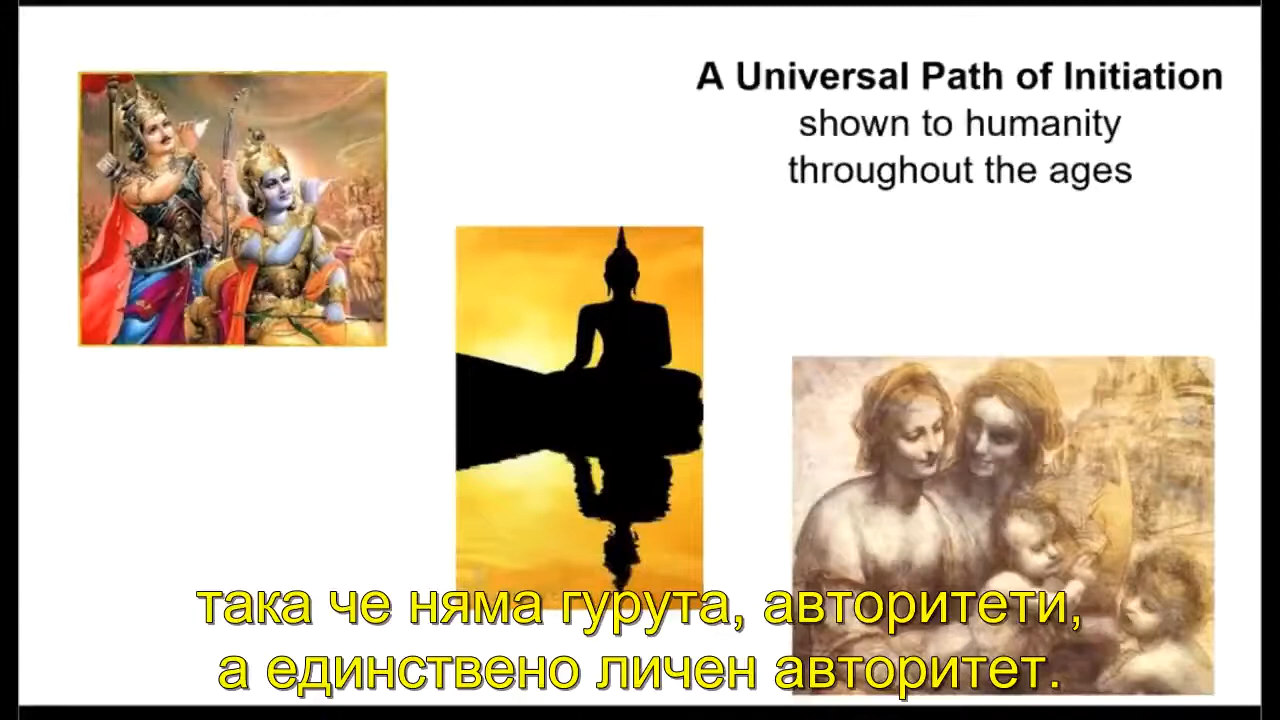 A Universal Path of Initiation
shown to humanity
throughout the ages
така че няма гурута, авторитети,
а единствено личен авторитет.